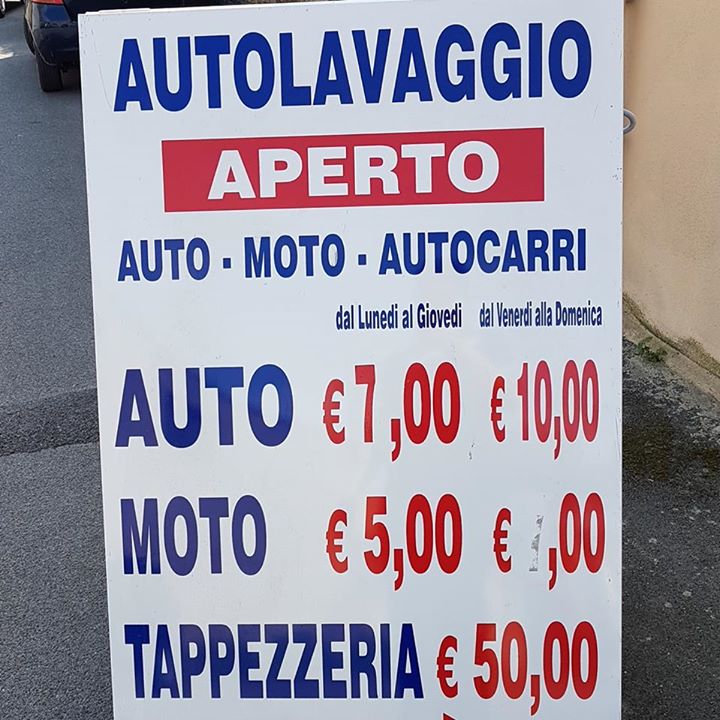 AUTOLAVAGGIO
APERTO
AUTO - MOTO - AUTOCARRI
dal Lunedi al Giovedi dal Venerdi alla Domenica
AUTO € 7,00 € 10,00
MOTO € 5,00 € ,00
TAPPEZZERIA € 50,00